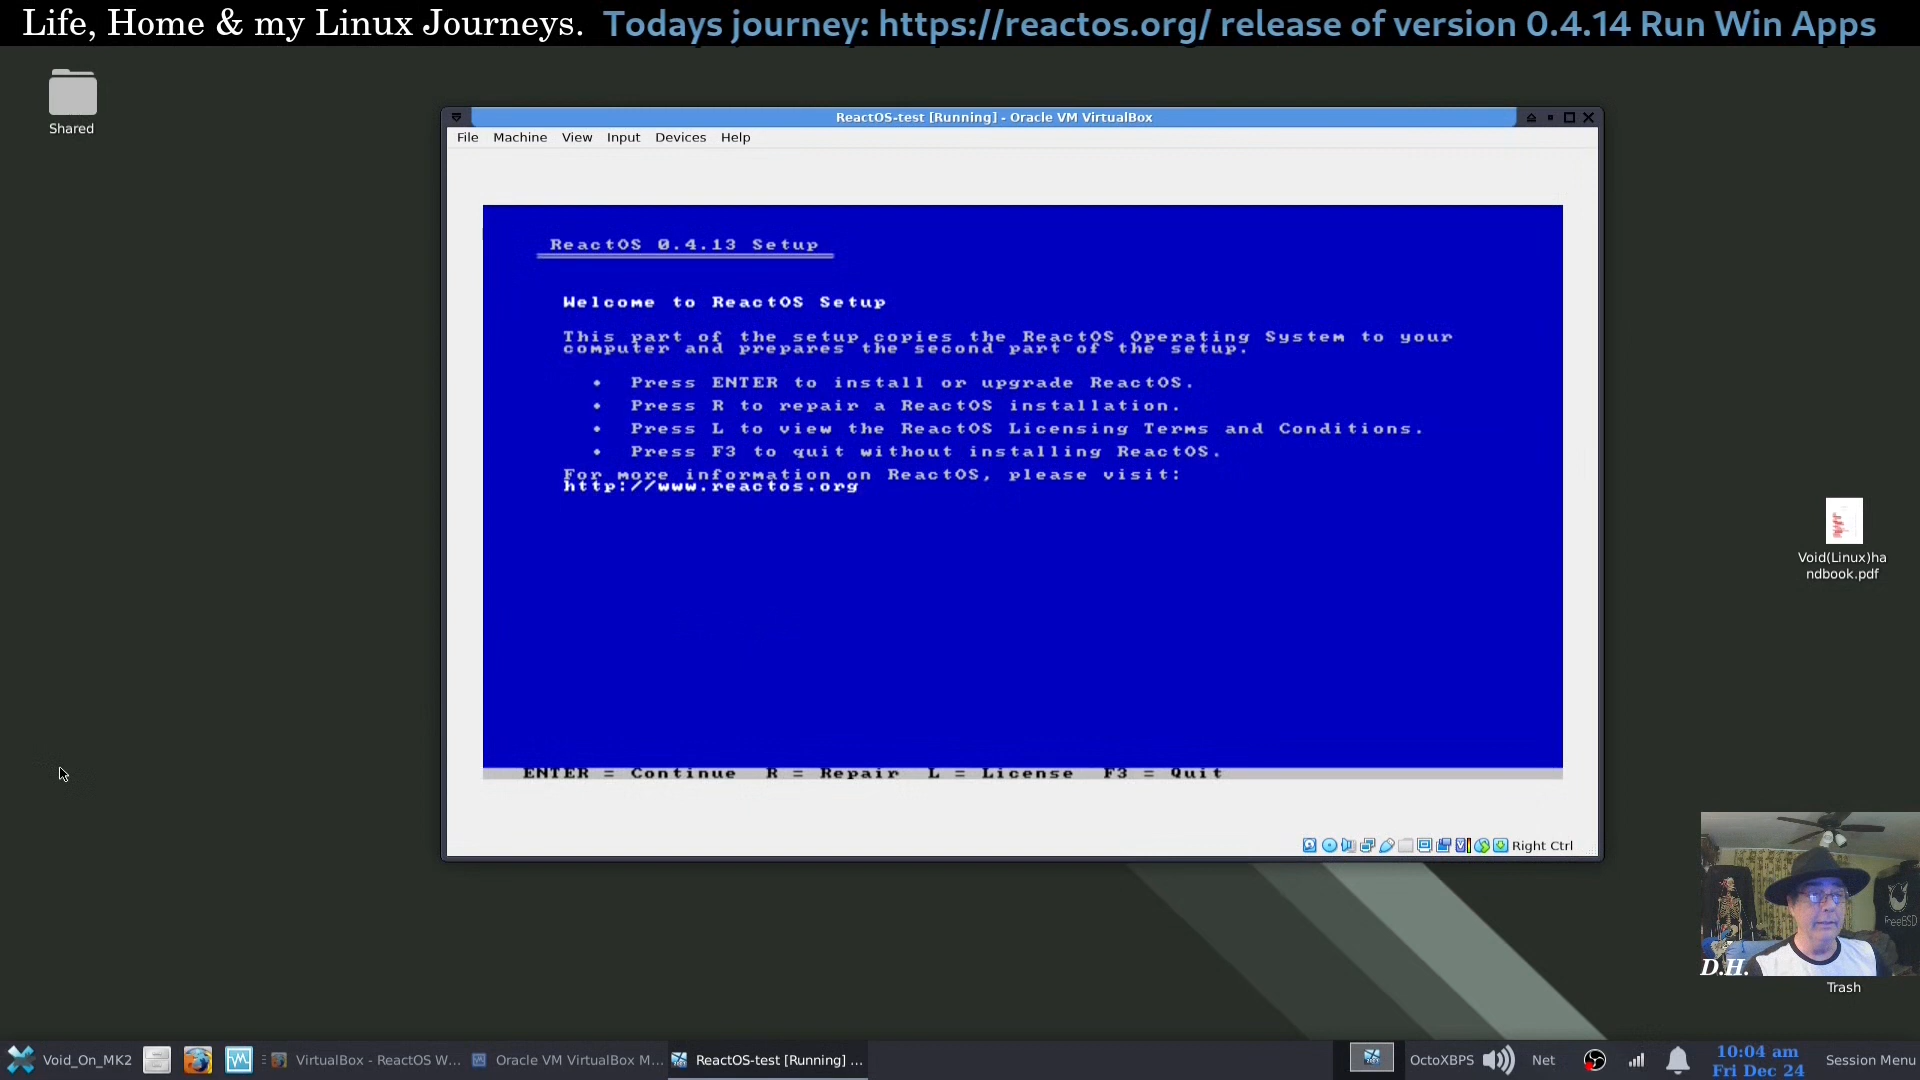 Life, Home & my Linux Journeys. Todays journey: https://reactos.org/ release of version 0.4.14 Run Win Apps
Shared
ReactOS-test [Running] - Oracle VM VirtualBox
File Machine View Input Devices Help
ReactOS 0.4.13 Setup
Welcome to ReactOS Setup
This part of the setup copies the ReactOS Operating System to your
computer and prepares the second part of the setup.
• Press ENTER to install or upgrade ReactOS.
• Press R to repair a ReactOS installation.
• Press L to view the ReactOS Licensing Terms and Conditions.
• Press F3 to quit without installing ReactOS.
For more information on ReactOS, please visit:
http://www.reactos.org
ENTER = Continue R = Repair L = License F3 = Quit
Right Ctrl
Void(Linux)ha
ndbook.pdf
FreeBSD
D.H.
Trash
Void_On_MK2
VirtualBox - ReactOS W...
Oracle VM VirtualBox M...
ReactOS-test [Running] ...
OctoXBPS
Net
10:04 am
Fri Dec 24
Session Menu